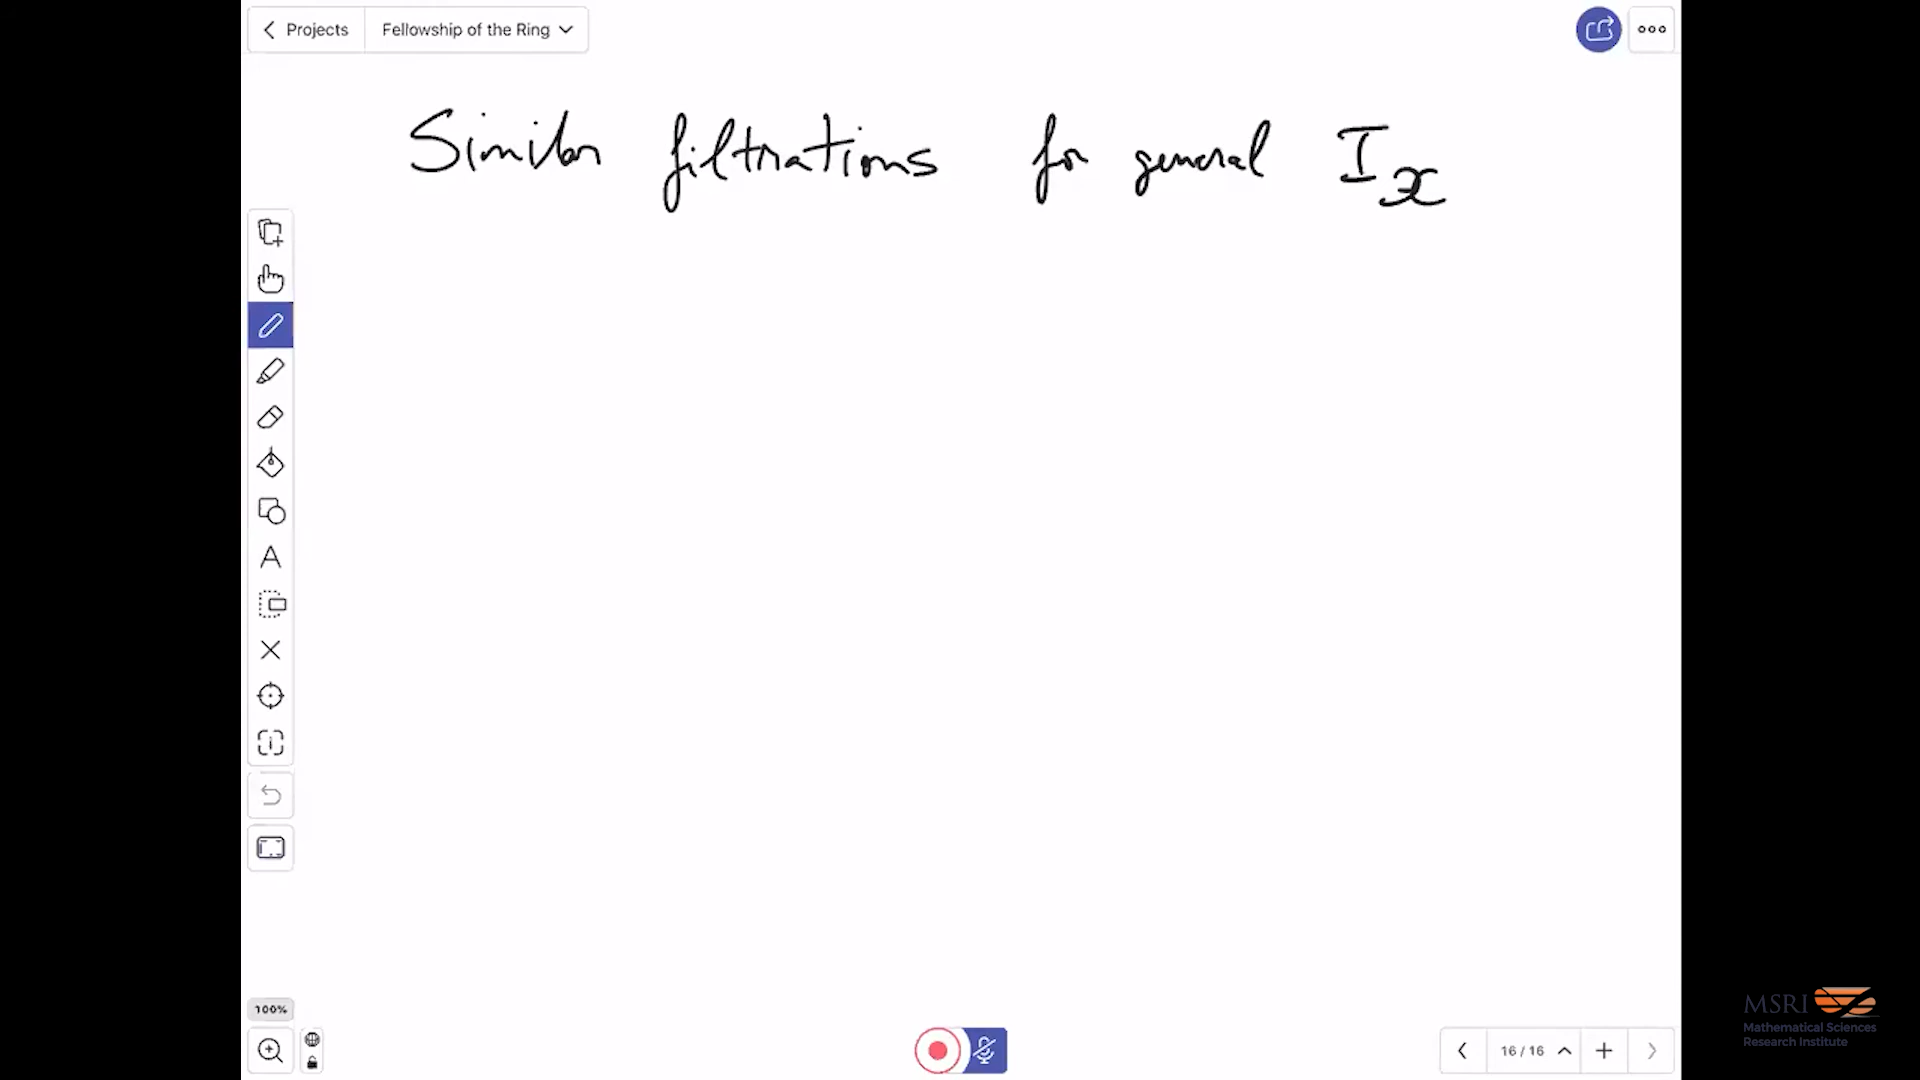 Projects
Fellowship of the Ring
Similar filtrations for general I_x
A
100%
16/16
MSRI
Mathematical Sciences
Research Institute